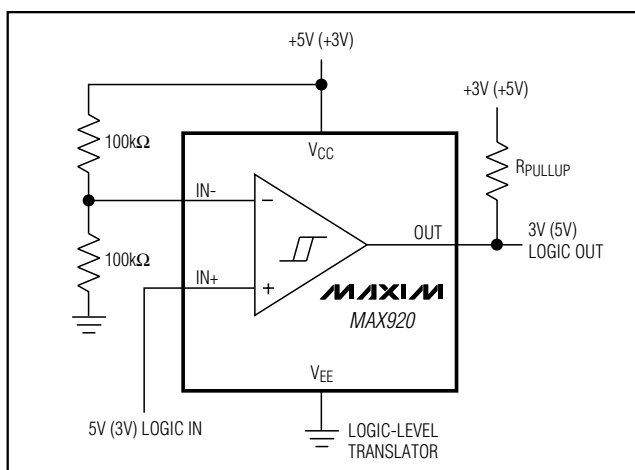 +5V (+3V)
+3V (+5V)
100kΩ
VCC
RPULLUP
IN-
−
OUT
3V (5V)
LOGIC OUT
100kΩ
IN+
+
MAXIM
MAX920
VEE
5V (3V) LOGIC IN
LOGIC-LEVEL
TRANSLATOR